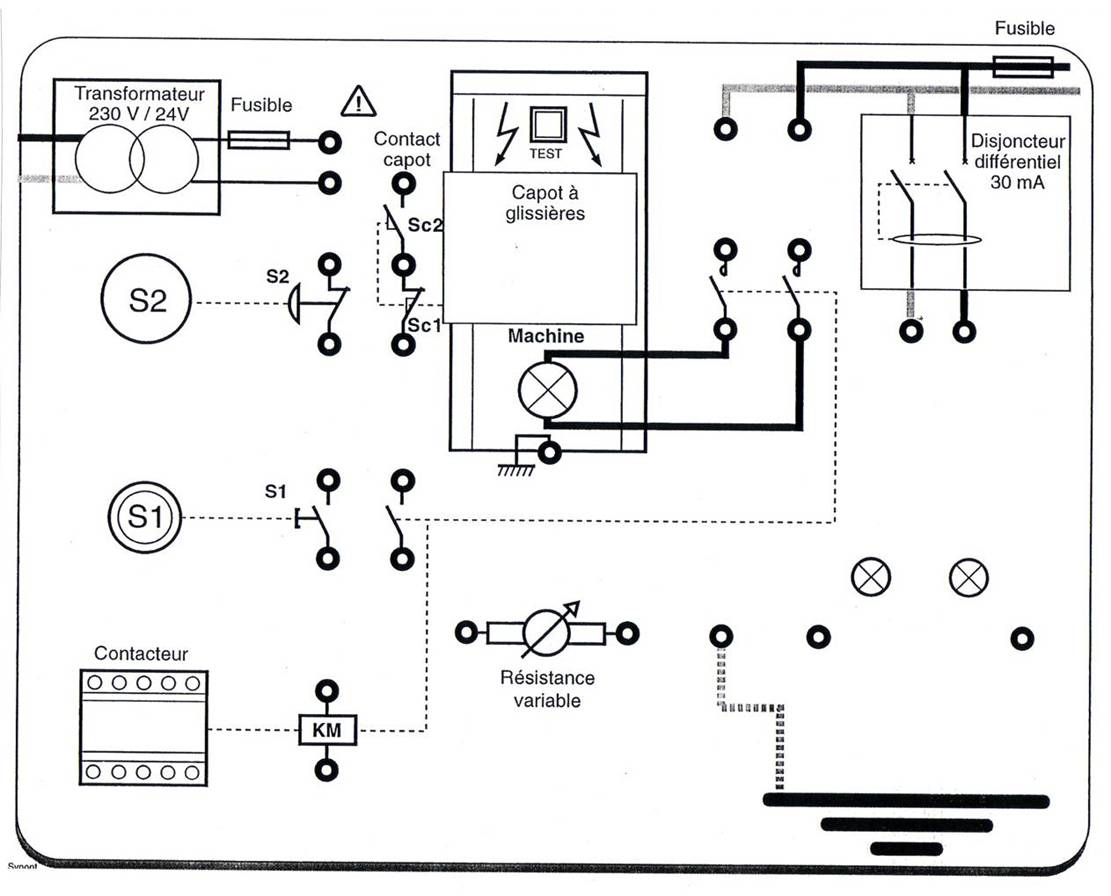 Fusible
Transformateur
230 V / 24V
Fusible
Contact
capot
TEST
Disjoncteur
différentiel
30 mA
Capot à
glissières
Sc2
S2
S2
Sc1
Machine
S1
S1
Résistance
variable
Contacteur
KM